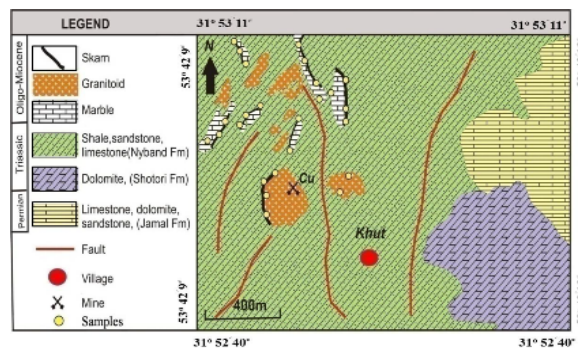 LEGEND
Oligo-Miocene
Skarn
Granitoid
Marble
Triassic
Shale,sandstone,
limestone(Nyband Fm)
Dolomite, (Shotori Fm)
Permian
Limestone, dolomite,
sandstone, (Jamal Fm)
Fault
Village
Mine
Samples
31° 53 11"
31° 53 11"
53° 42 9"
N
Cu
Khut
53° 42 9"
400m
31° 52 40"
31° 52 40"